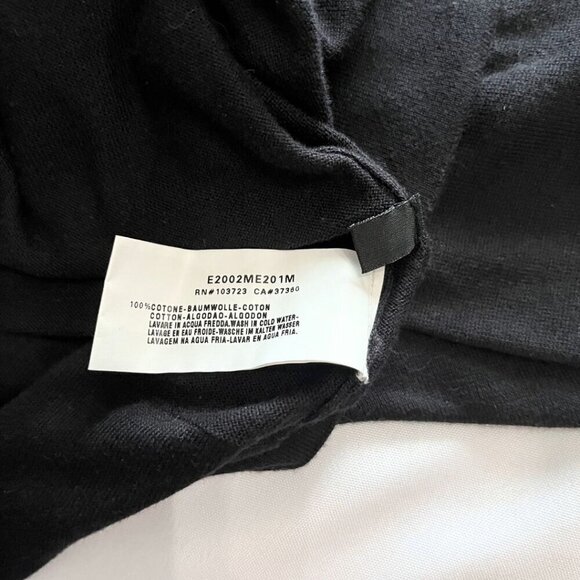 E2002ME201M
RN#103723 CA#37360
100%COTONE-BAUMWOLLE-COTON
COTTON-ALGODAO-ALGODON
LAVARE IN ACQUA FREDDA.WASH IN COLD WATER-
LAVAGE EN EAU FROIDE-WASCHE IM KALTEN WASSER
LAVAGEM NA AGUA FRIA-LAVAR EN AGUA FRIA.